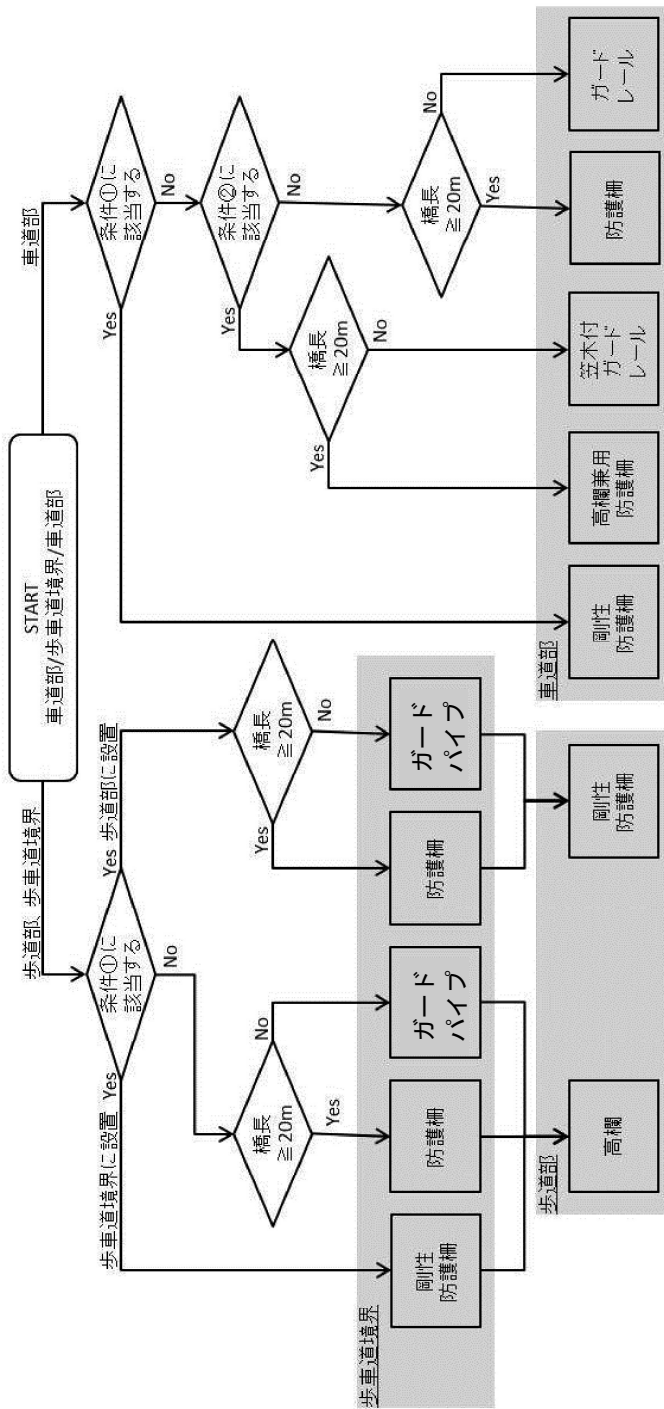 START
車道部/歩車道境界/車道部
歩道部、歩車道境界
車道部
条件①に
該当する
Yes
歩車道境界に設置
Yes 歩道部に設置
No
橋長
≧20m
Yes
No
橋長
≧20m
Yes
No
歩車道境界
剛性
防護柵
防護柵
ガード
パイプ
防護柵
ガード
パイプ
歩道部
高欄
剛性
防護柵
条件①に
該当する
Yes
No
条件②に
該当する
Yes
No
橋長
≧20m
Yes
No
橋長
≧20m
Yes
No
車道部
剛性
防護柵
高欄兼用
防護柵
笠木付
ガード
レール
防護柵
ガード
レール